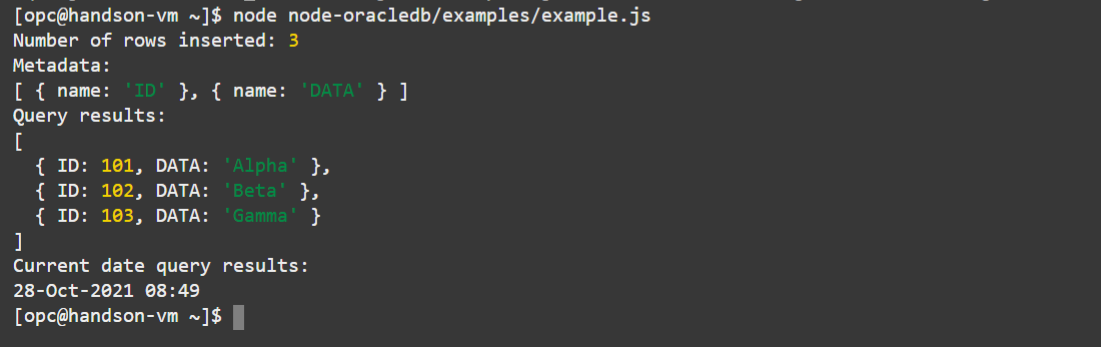 [opc@handson-vm ~]$ node node-oracledb/examples/example.js
Number of rows inserted: 3
Metadata:
[ { name: 'ID' }, { name: 'DATA' } ]
Query results:
[
  { ID: 101, DATA: 'Alpha' },
  { ID: 102, DATA: 'Beta' },
  { ID: 103, DATA: 'Gamma' }
]
Current date query results:
28-Oct-2021 08:49
[opc@handson-vm ~]$